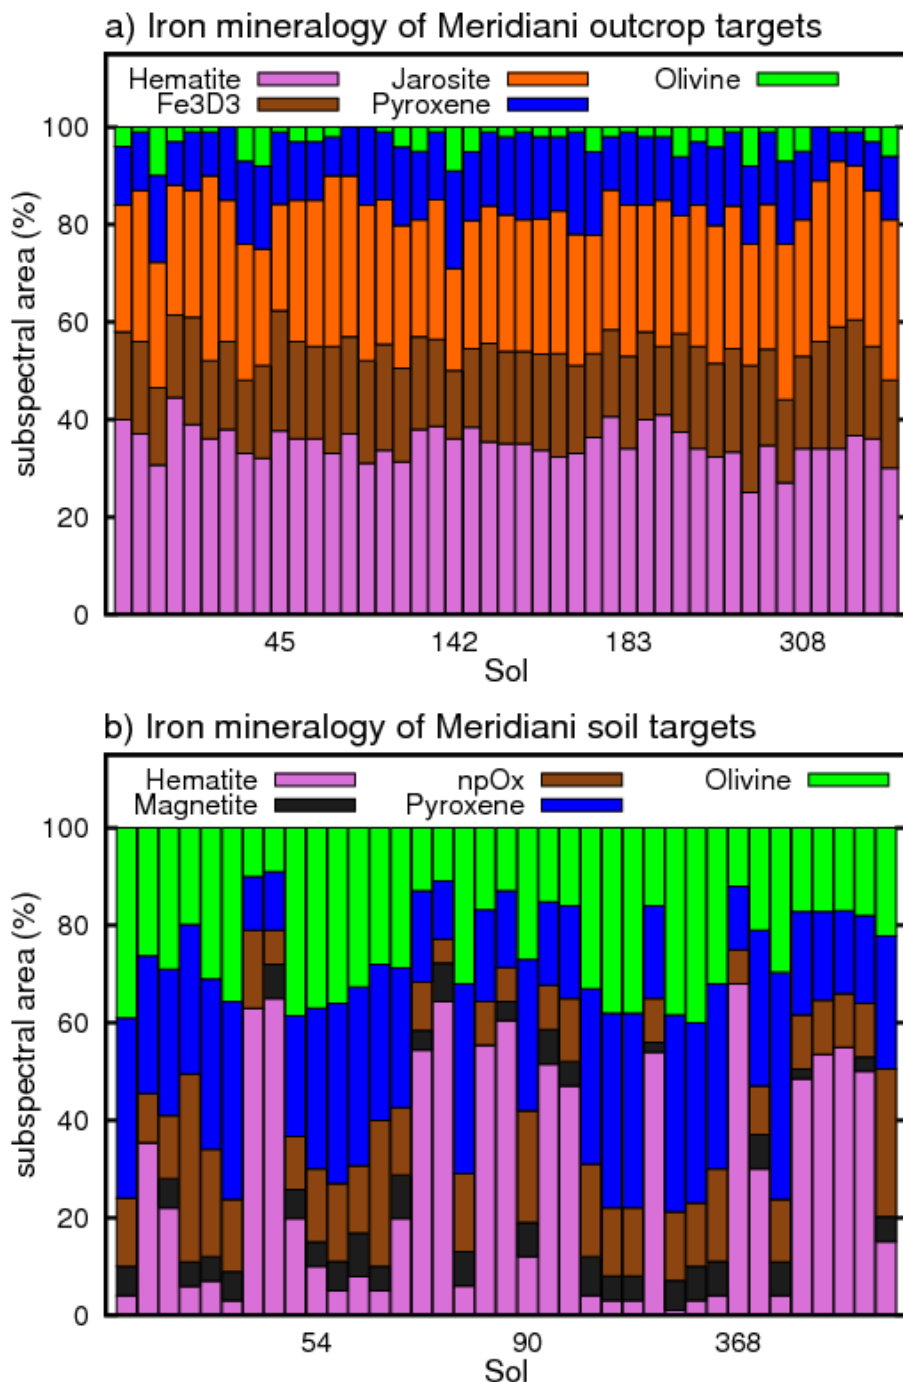 a) Iron mineralogy of Meridiani outcrop targets
Hematite Jarosite Olivine
Fe3D3 Pyroxene
subspectral area (%)
100
80
60
40
20
0
45 142 183 308
Sol
b) Iron mineralogy of Meridiani soil targets
Hematite npOx Olivine
Magnetite Pyroxene
subspectral area (%)
100
80
60
40
20
0
54 90 368
Sol